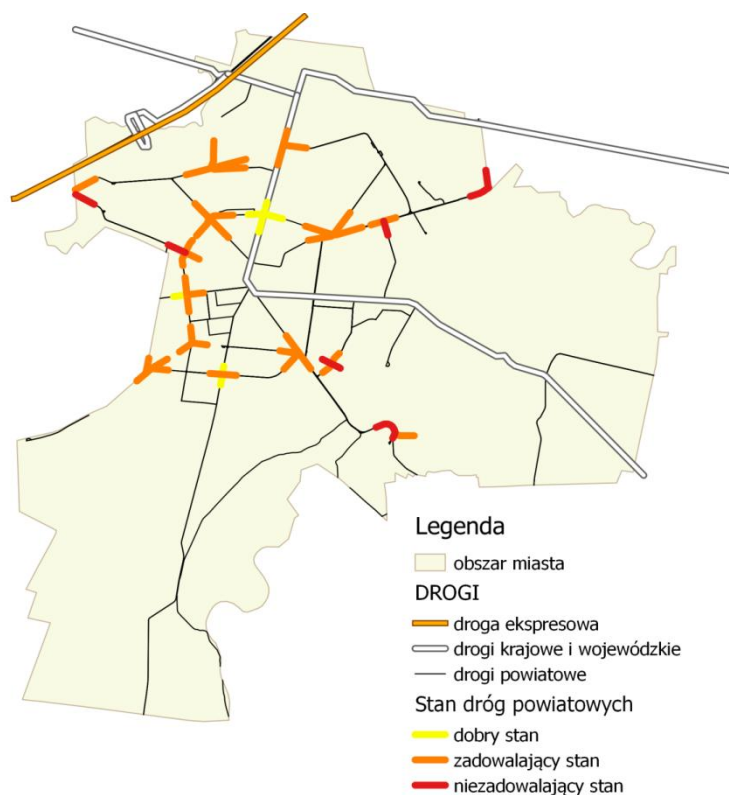 Legenda
obszar miasta
DROGI
droga ekspresowa
drogi krajowe i wojewódzkie
drogi powiatowe
Stan dróg powiatowych
dobry stan
zadowalający stan
niezadowalający stan